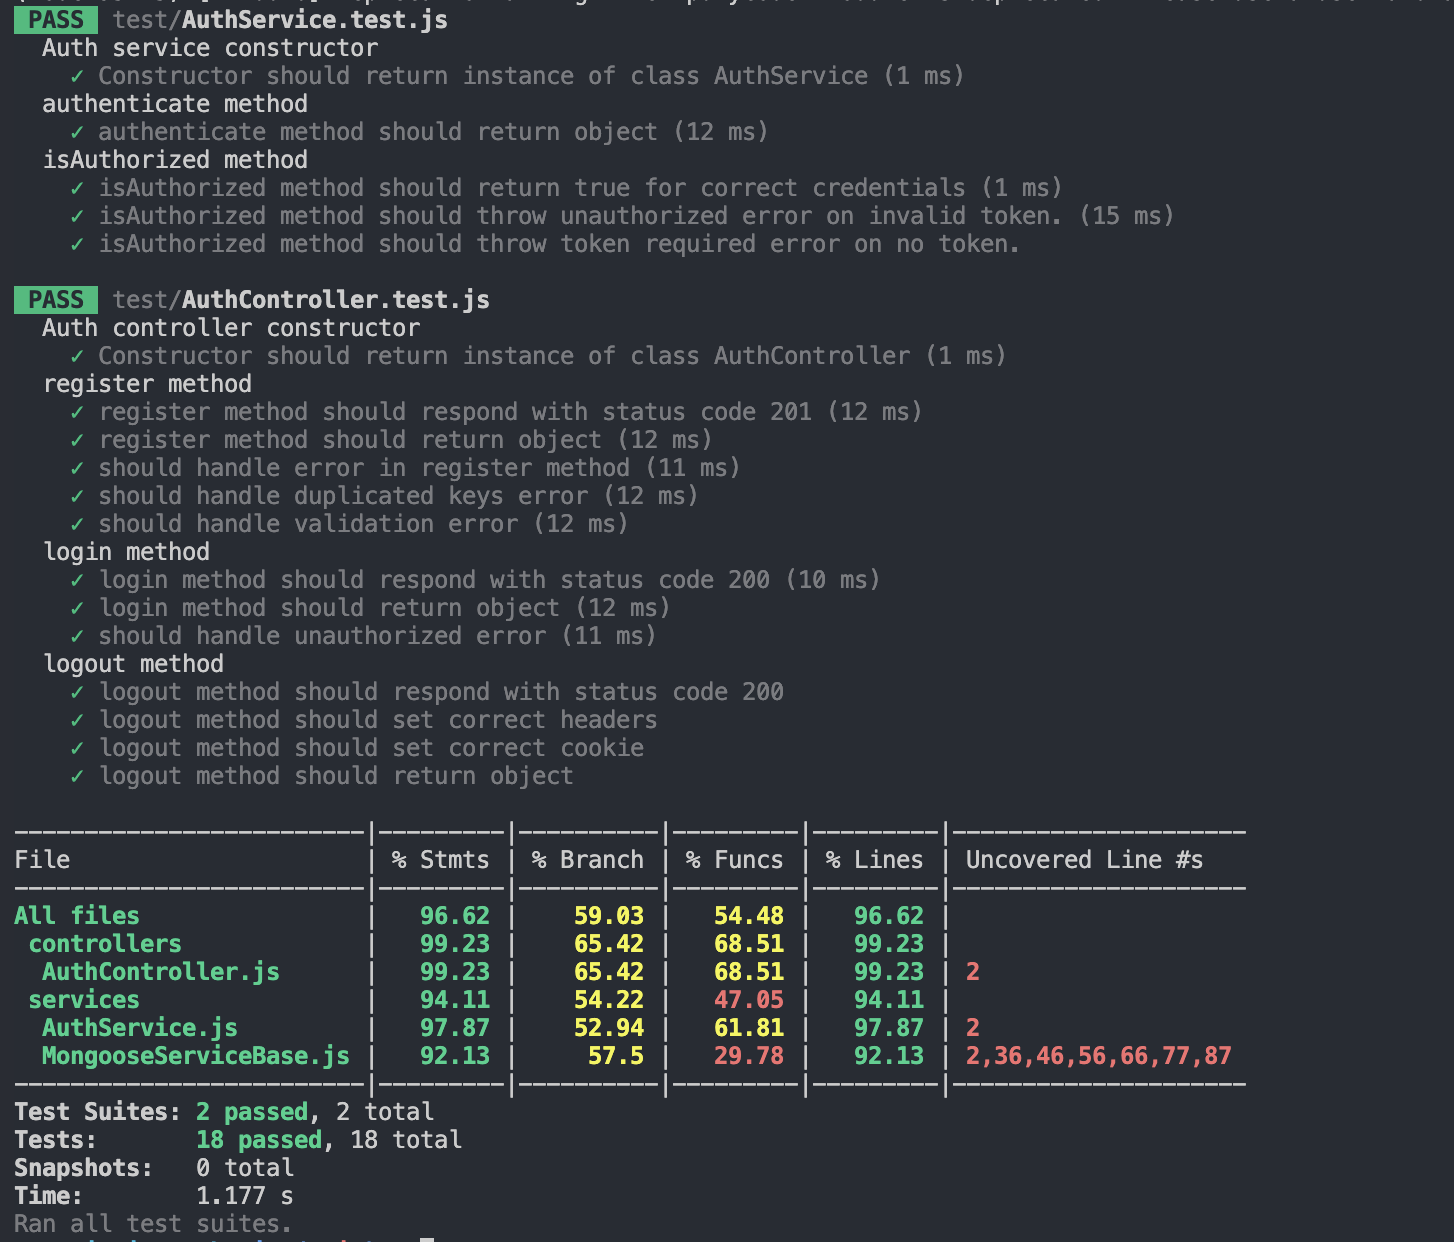 PASS test/AuthService.test.js
Auth service constructor
✓ Constructor should return instance of class AuthService (1 ms)
authenticate method
✓ authenticate method should return object (12 ms)
isAuthorized method
✓ isAuthorized method should return true for correct credentials (1 ms)
✓ isAuthorized method should throw unauthorized error on invalid token. (15 ms)
✓ isAuthorized method should throw token required error on no token.
PASS test/AuthController.test.js
Auth controller constructor
✓ Constructor should return instance of class AuthController (1 ms)
register method
✓ register method should respond with status code 201 (12 ms)
✓ register method should return object (12 ms)
✓ should handle error in register method (11 ms)
✓ should handle duplicated keys error (12 ms)
✓ should handle validation error (12 ms)
login method
✓ login method should respond with status code 200 (10 ms)
✓ login method should return object (12 ms)
✓ should handle unauthorized error (11 ms)
logout method
✓ logout method should respond with status code 200
✓ logout method should set correct headers
✓ logout method should set correct cookie
✓ logout method should return object
-------------------------|---------|----------|---------|---------|---------------------
File | % Stmts | % Branch | % Funcs | % Lines | Uncovered Line #s
-------------------------|---------|----------|---------|---------|---------------------
All files | 96.62 | 59.03 | 54.48 | 96.62 |
controllers | 99.23 | 65.42 | 68.51 | 99.23 |
AuthController.js | 99.23 | 65.42 | 68.51 | 99.23 | 2
services | 94.11 | 54.22 | 47.05 | 94.11 |
AuthService.js | 97.87 | 52.94 | 61.81 | 97.87 | 2
MongooseServiceBase.js | 92.13 | 57.5 | 29.78 | 92.13 | 2,36,46,56,66,77,87
-------------------------|---------|----------|---------|---------|---------------------
Test Suites: 2 passed, 2 total
Tests: 18 passed, 18 total
Snapshots: 0 total
Time: 1.177 s
Ran all test suites.